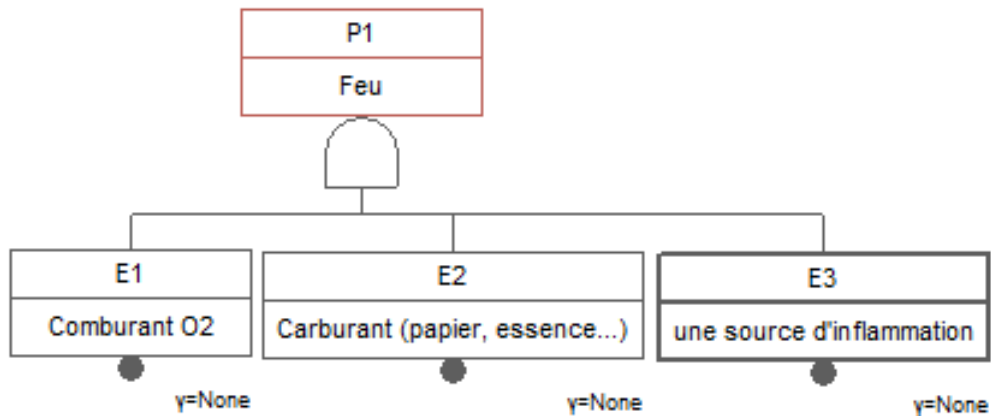 P1
Feu
E1
Comburant O2
γ=None
E2
Carburant (papier, essence...)
γ=None
E3
une source d'inflammation
γ=None